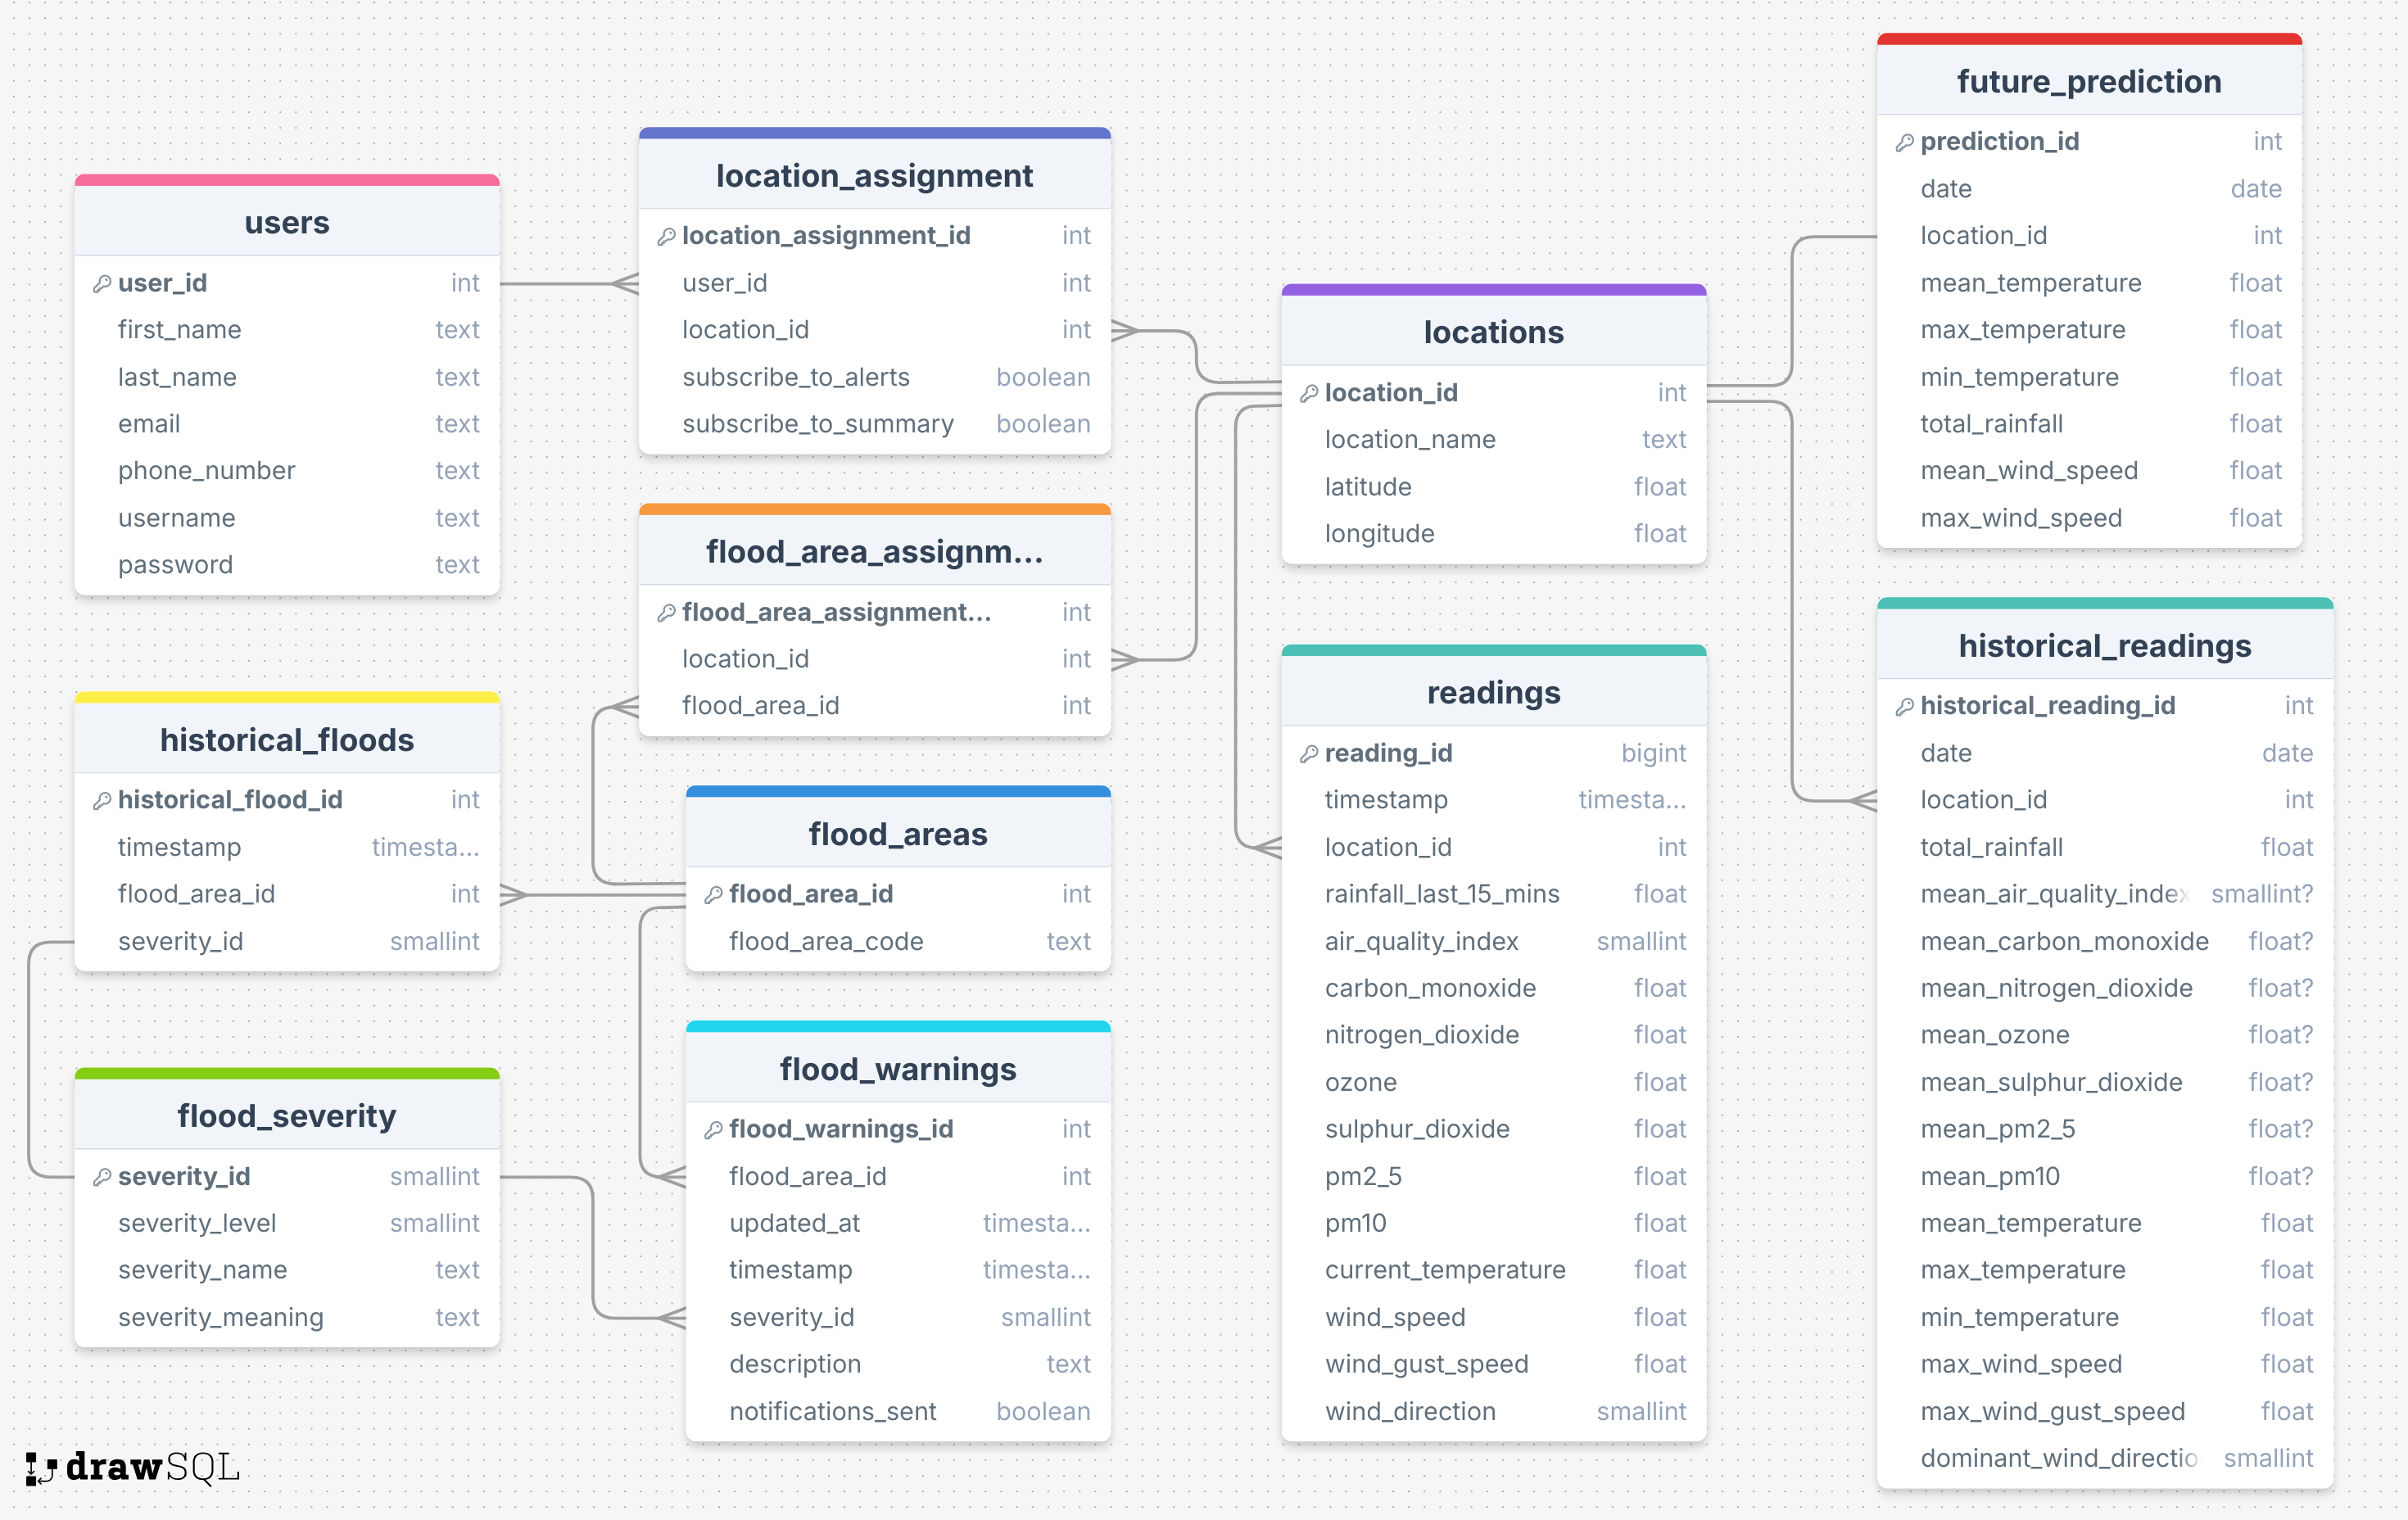 users
user_id int
first_name text
last_name text
email text
phone_number text
username text
password text
historical_floods
historical_flood_id int
timestamp timesta...
flood_area_id int
severity_id smallint
flood_severity
severity_id smallint
severity_level smallint
severity_name text
severity_meaning text
location_assignment
location_assignment_id int
user_id int
location_id int
subscribe_to_alerts boolean
subscribe_to_summary boolean
flood_area_assignm...
flood_area_assignment... int
location_id int
flood_area_id int
flood_areas
flood_area_id int
flood_area_code text
flood_warnings
flood_warnings_id int
flood_area_id int
updated_at timesta...
timestamp timesta...
severity_id smallint
description text
notifications_sent boolean
locations
location_id int
location_name text
latitude float
longitude float
readings
reading_id bigint
timestamp timesta...
location_id int
rainfall_last_15_mins float
air_quality_index smallint
carbon_monoxide float
nitrogen_dioxide float
ozone float
sulphur_dioxide float
pm2_5 float
pm10 float
current_temperature float
wind_speed float
wind_gust_speed float
wind_direction smallint
future_prediction
prediction_id int
date date
location_id int
mean_temperature float
max_temperature float
min_temperature float
total_rainfall float
mean_wind_speed float
max_wind_speed float
historical_readings
historical_reading_id int
date date
location_id int
total_rainfall float
mean_air_quality_index smallint?
mean_carbon_monoxide float?
mean_nitrogen_dioxide float?
mean_ozone float?
mean_sulphur_dioxide float?
mean_pm2_5 float?
mean_pm10 float?
mean_temperature float
max_temperature float
min_temperature float
max_wind_speed float
max_wind_gust_speed float
dominant_wind_directio smallint
drawSQL